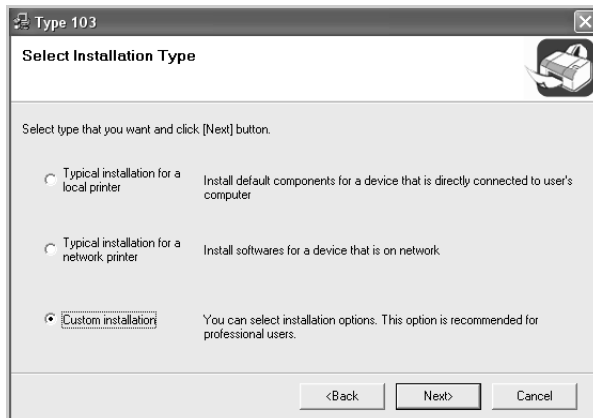 Type 103
Select Installation Type
Select type that you want and click [Next] button.
Typical installation for a
local printer
Install default components for a device that is directly connected to user's
computer
Typical installation for a
network printer
Install softwares for a device that is on network
Custom installation
You can select installation options. This option is recommended for
professional users.
<Back
Next>
Cancel